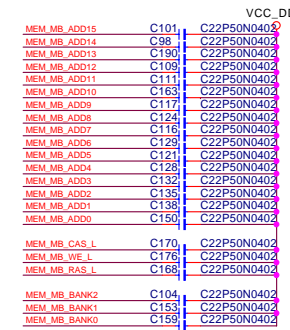 VCC_DD
MEM_MB_ADD15 C101 C22P50N0402
MEM_MB_ADD14 C98 C22P50N0402
MEM_MB_ADD13 C190 C22P50N0402
MEM_MB_ADD12 C109 C22P50N0402
MEM_MB_ADD11 C111 C22P50N0402
MEM_MB_ADD10 C163 C22P50N0402
MEM_MB_ADD9 C117 C22P50N0402
MEM_MB_ADD8 C124 C22P50N0402
MEM_MB_ADD7 C116 C22P50N0402
MEM_MB_ADD6 C129 C22P50N0402
MEM_MB_ADD5 C121 C22P50N0402
MEM_MB_ADD4 C128 C22P50N0402
MEM_MB_ADD3 C132 C22P50N0402
MEM_MB_ADD2 C135 C22P50N0402
MEM_MB_ADD1 C138 C22P50N0402
MEM_MB_ADD0 C150 C22P50N0402
MEM_MB_CAS_L C170 C22P50N0402
MEM_MB_WE_L C176 C22P50N0402
MEM_MB_RAS_L C168 C22P50N0402
MEM_MB_BANK2 C104 C22P50N0402
MEM_MB_BANK1 C153 C22P50N0402
MEM_MB_BANK0 C159 C22P50N0402